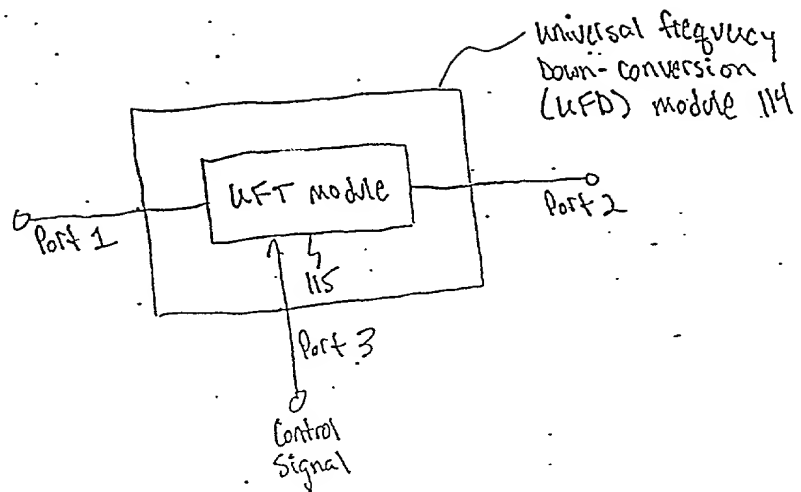 Universal frequency
Down-conversion
(UFD) module 114
UFT module
Port 1
Port 2
115
Port 3
Control
Signal